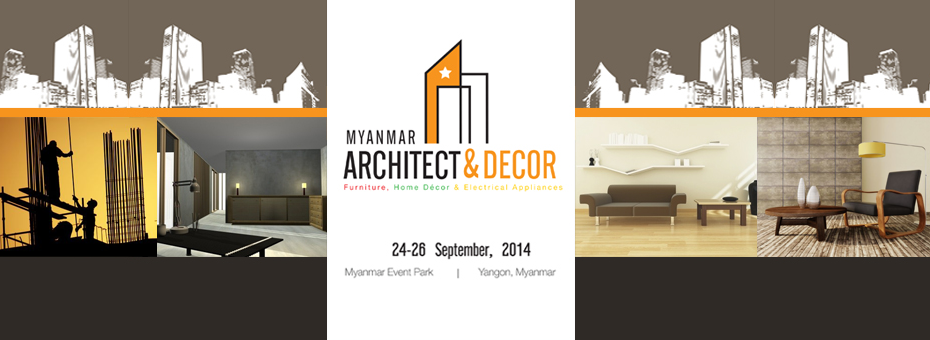 MYANMAR
ARCHITECT & DECOR
Furniture, Home Décor & Electrical Appliances
24-26 September, 2014
Myanmar Event Park | Yangon, Myanmar